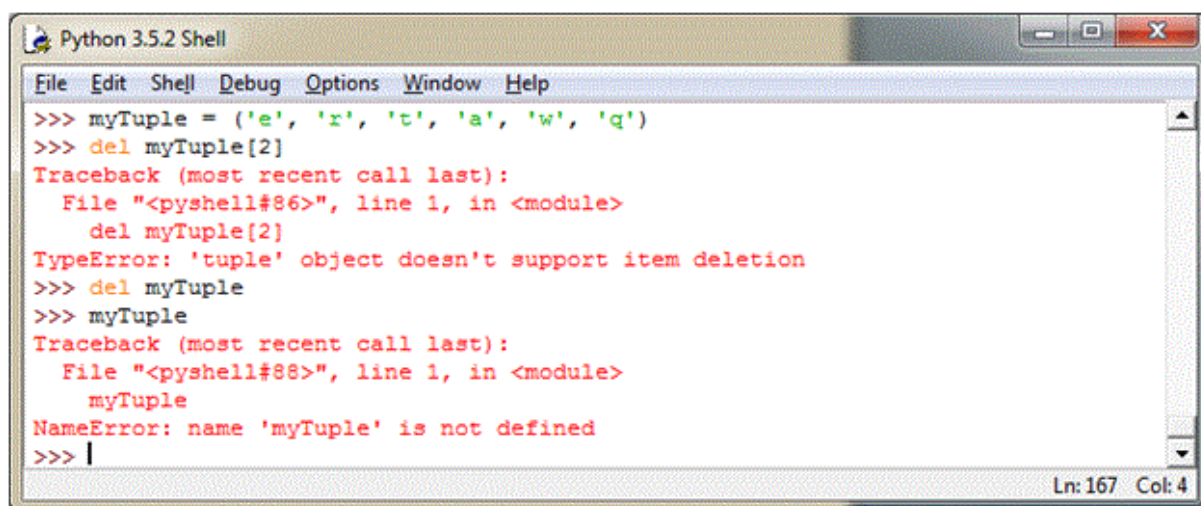 Python 3.5.2 Shell
File Edit Shell Debug Options Window Help
>>> myTuple = ('e', 'r', 't', 'a', 'w', 'q')
>>> del myTuple[2]
Traceback (most recent call last):
  File "<pyshell#86>", line 1, in <module>
    del myTuple[2]
TypeError: 'tuple' object doesn't support item deletion
>>> del myTuple
>>> myTuple
Traceback (most recent call last):
  File "<pyshell#88>", line 1, in <module>
    myTuple
NameError: name 'myTuple' is not defined
>>>
Ln: 167 Col: 4